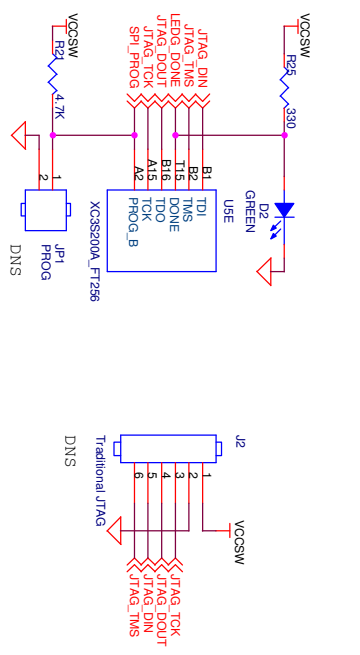 VCCSW
R25
330
D2
GREEN
JTAG_DIN
JTAG_TMS
LEDG_DONE
JTAG_DOUT
JTAG_TCK
SPI_PROG
B1
B2
T15
B16
A15
A2
TDI
TMS
DONE
TDO
TCK
PROG_B
U5E
XC3S200A_FT256
VCCSW
R21
4.7K
1
2
JP1
PROG
DNS
J2
1
2
3
4
5
6
Traditional JTAG
DNS
VCCSW
JTAG_TCK
JTAG_DOUT
JTAG_DIN
JTAG_TMS